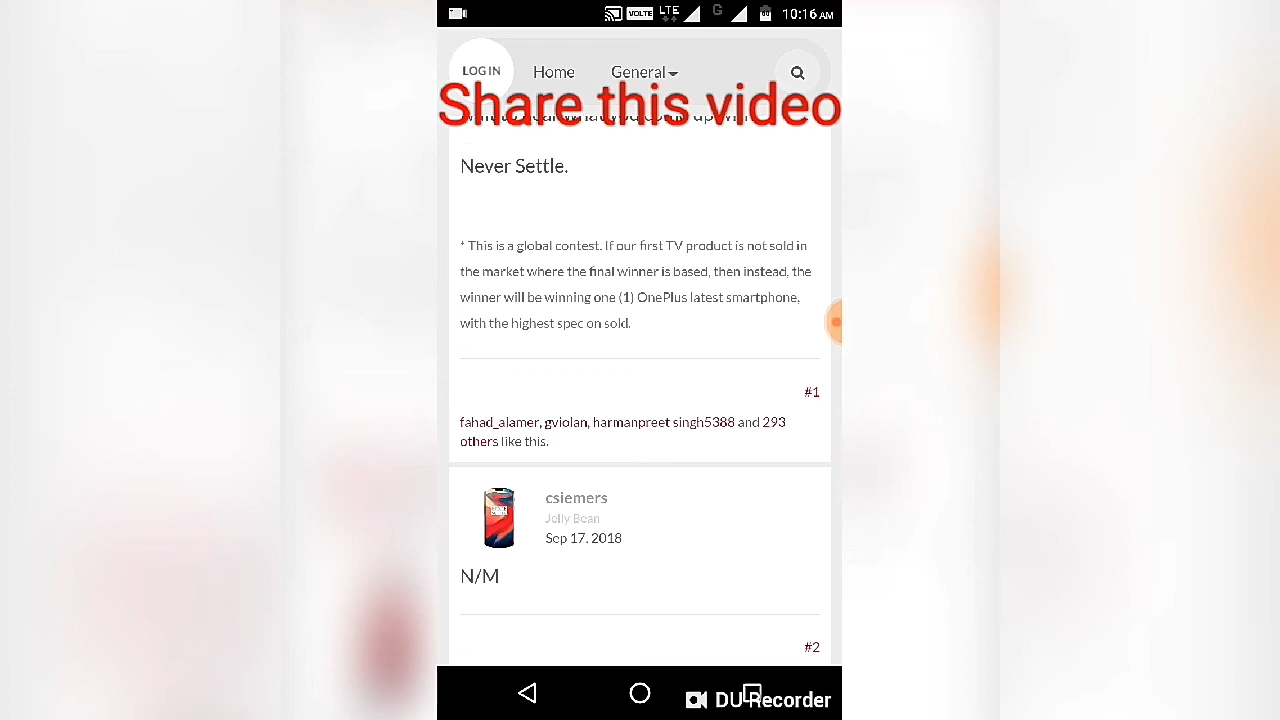 VOLTE LTE G 10:16 AM
LOG IN Home General
Share this video
Never Settle.
* This is a global contest. If our first TV product is not sold in
the market where the final winner is based, then instead, the
winner will be winning one (1) OnePlus latest smartphone,
with the highest spec on sold.
#1
fahad_alamer, gviolan, harmanpreet singh5388 and 293
others like this.
csiemers
Jelly Bean
Sep 17, 2018
N/M
#2
DU Recorder